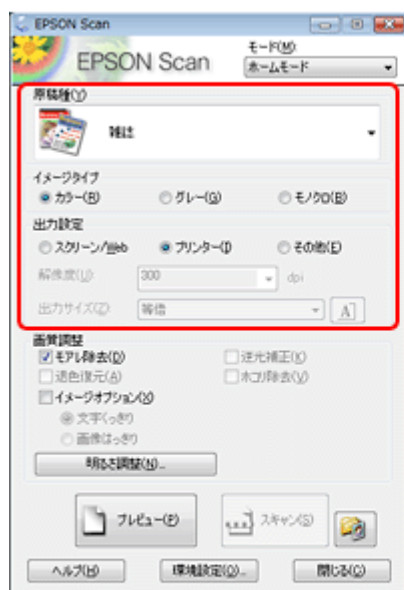 EPSON Scan
EPSON Scan
モード(M)
ホームモード
原稿種(Y)
雑誌
イメージタイプ
カラー(R) グレー(G) モノクロ(B)
出力設定
スクリーン/Web プリンター(I) その他(E)
解像度(U) 300 dpi
出力サイズ(Z) 等倍 A
画質調整
モアレ除去(D) 逆光補正(K)
退色復元(A) ホコリ除去(V)
イメージオプション(X)
文字くっきり
画像はっきり
明るさ調整(N)...
プレビュー(P) スキャン(S)
ヘルプ(H) 環境設定(O)... 閉じる(C)